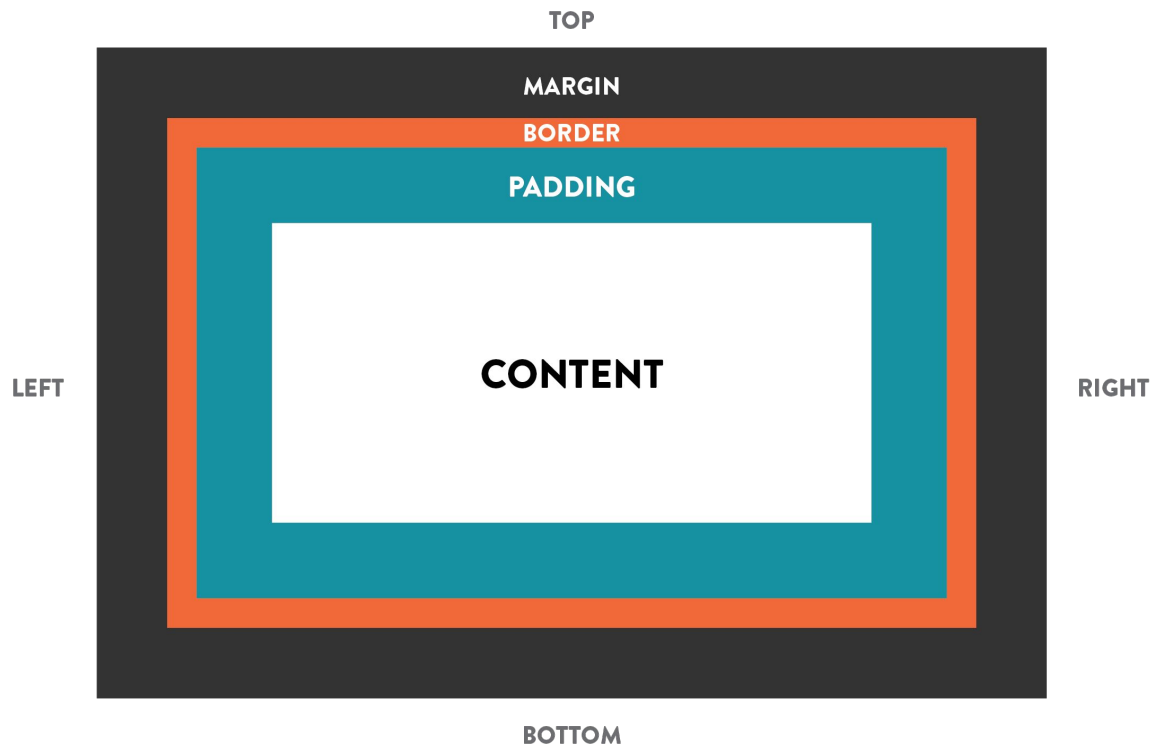 TOP
MARGIN
BORDER
PADDING
CONTENT
LEFT
RIGHT
BOTTOM